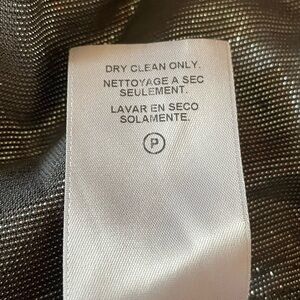 DRY CLEAN ONLY.
NETTOYAGE A SEC
SEULEMENT.
LAVAR EN SECO
SOLAMENTE.
P